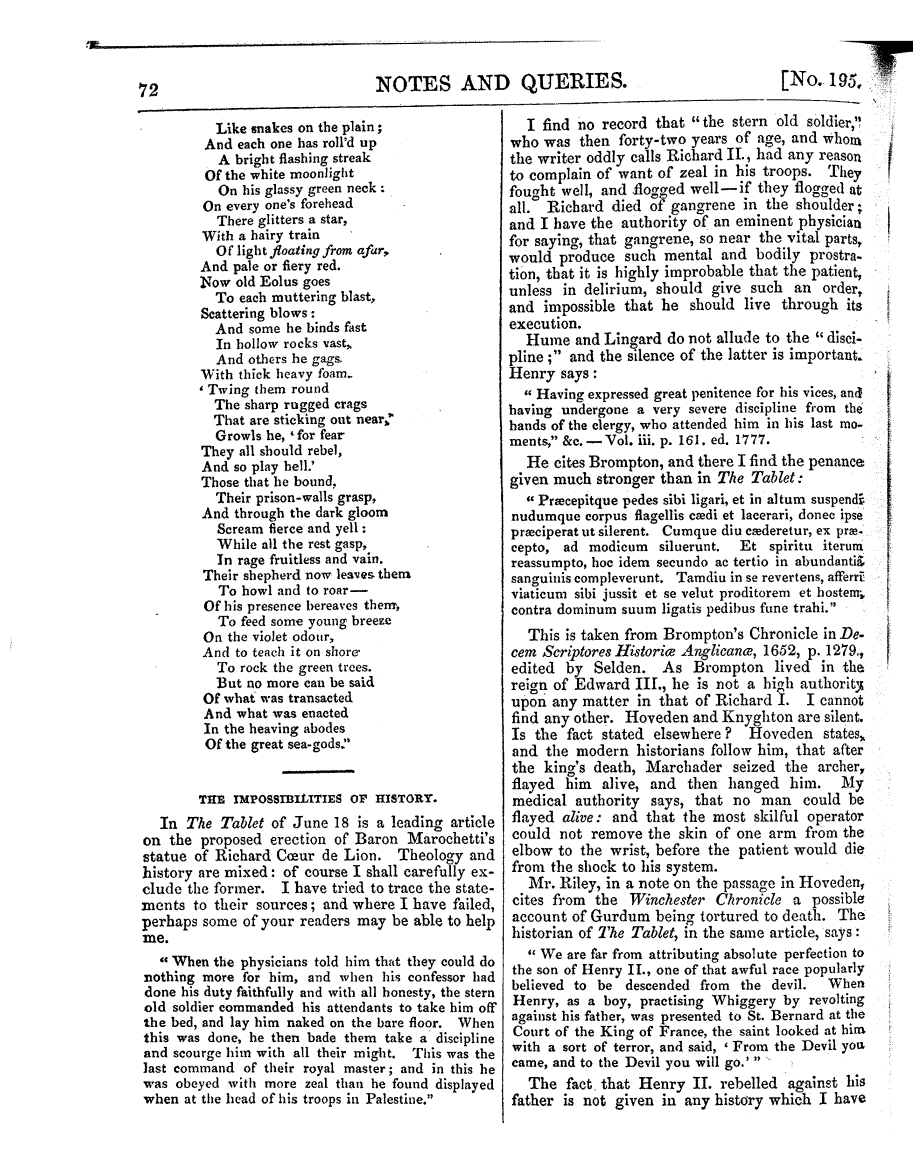 72
NOTES AND QUERIES.
[No. 195.
Like snakes on the plain;
And each one has roll'd up
A bright flashing streak
Of the white moonlight
On his glassy green neck:
On every one's forehead
There glitters a star,
With a hairy train
Of light floating from afar,
And pale or fiery red.
Now old Eolus goes
To each muttering blast,
Scattering blows:
And some he binds fast
In hollow rocks vast,
And others he gags
With thick heavy foam.
‘Twing them round
The sharp rugged crags
That are sticking out near,’
Growls he, ‘for fear
They all should rebel,
And so play hell.’
Those that he bound,
Their prison-walls grasp,
And through the dark gloom
Scream fierce and yell:
While all the rest gasp,
In rage fruitless and vain.
Their shepherd now leaves them
To howl and to roar—
Of his presence bereaves them,
To feed some young breeze
On the violet odour,
And to teach it on shore
To rock the green trees.
But no more can be said
Of what was transacted
And what was enacted
In the heaving abodes
Of the great sea-gods.”
THE IMPOSSIBILITIES OF HISTORY.
In The Tablet of June 18 is a leading article
on the proposed erection of Baron Marochetti's
statue of Richard Cœur de Lion. Theology and
history are mixed: of course I shall carefully ex-
clude the former. I have tried to trace the state-
ments to their sources; and where I have failed,
perhaps some of your readers may be able to help
me.
“When the physicians told him that they could do
nothing more for him, and when his confessor had
done his duty faithfully and with all honesty, the stern
old soldier commanded his attendants to take him off
the bed, and lay him naked on the bare floor. When
this was done, he then bade them take a discipline
and scourge him with all their might. This was the
last command of their royal master; and in this he
was obeyed with more zeal than he found displayed
when at the head of his troops in Palestine.”
I find no record that “the stern old soldier,”
who was then forty-two years of age, and whom
the writer oddly calls Richard II., had any reason
to complain of want of zeal in his troops. They
fought well, and flogged well—if they flogged at
all. Richard died of gangrene in the shoulder;
and I have the authority of an eminent physician
for saying, that gangrene, so near the vital parts,
would produce such mental and bodily prostra-
tion, that it is highly improbable that the patient,
unless in delirium, should give such an order,
and impossible that he should live through its
execution.
Hume and Lingard do not allude to the “disci-
pline;” and the silence of the latter is important.
Henry says:
“Having expressed great penitence for his vices, and
having undergone a very severe discipline from the
hands of the clergy, who attended him in his last mo-
ments,” &c. — Vol. iii. p. 161. ed. 1777.
He cites Brompton, and there I find the penance
given much stronger than in The Tablet:
“Præcepitque pedes sibi ligari, et in altum suspendi
nudumque corpus flagellis cædi et lacerari, donec ipse
præciperat ut silerent. Cumque diu cæderetur, ex præ-
cepto, ad modicum siluerunt. Et spiritu iterum
reassumpto, hoc idem secundo ac tertio in abundantiâ
sanguinis compleverunt. Tamdiu in se revertens, afferri
viaticum sibi jussit et se velut proditorem et hostem,
contra dominum suum ligatis pedibus fune trahi.”
This is taken from Brompton's Chronicle in De-
cem Scriptores Historiæ Anglicanæ, 1652, p. 1279.,
edited by Selden. As Brompton lived in the
reign of Edward III., he is not a high authority
upon any matter in that of Richard I. I cannot
find any other. Hoveden and Knyghton are silent.
Is the fact stated elsewhere? Hoveden states,
and the modern historians follow him, that after
the king's death, Marchader seized the archer,
flayed him alive, and then hanged him. My
medical authority says, that no man could be
flayed alive: and that the most skilful operator
could not remove the skin of one arm from the
elbow to the wrist, before the patient would die
from the shock to his system.
Mr. Riley, in a note on the passage in Hoveden,
cites from the Winchester Chronicle a possible
account of Gurdum being tortured to death. The
historian of The Tablet, in the same article, says:
“We are far from attributing absolute perfection to
the son of Henry II., one of that awful race popularly
believed to be descended from the devil. When
Henry, as a boy, practising Whiggery by revolting
against his father, was presented to St. Bernard at the
Court of the King of France, the saint looked at him
with a sort of terror, and said, ‘From the Devil you
came, and to the Devil you will go.’”
The fact that Henry II. rebelled against his
father is not given in any history which I have